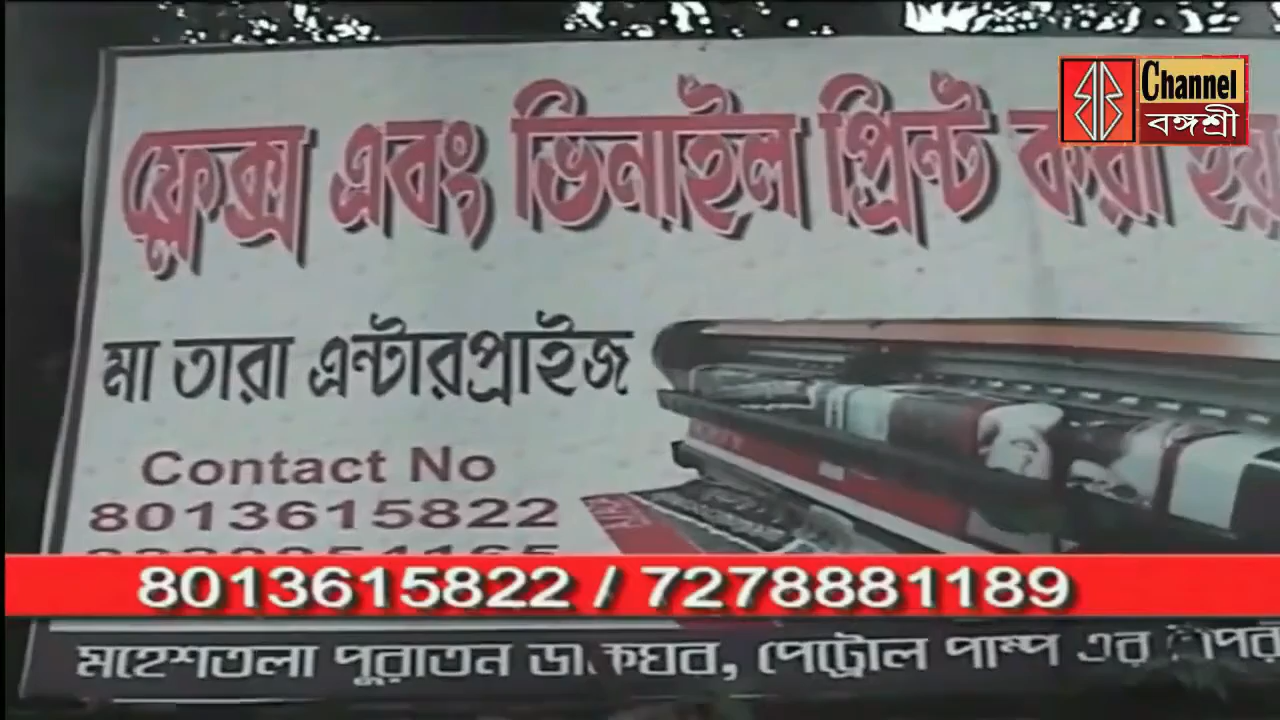 Channel
বঙ্গশ্রী
ফ্লেক্স এবং ভিনাইল প্রিন্ট করা হয়
মা তারা এন্টারপ্রাইজ
Contact No
8013615822
8013615822 / 7278881189
মহেশতলা পুরাতন ডাকঘর, পেট্রোল পাম্প এর